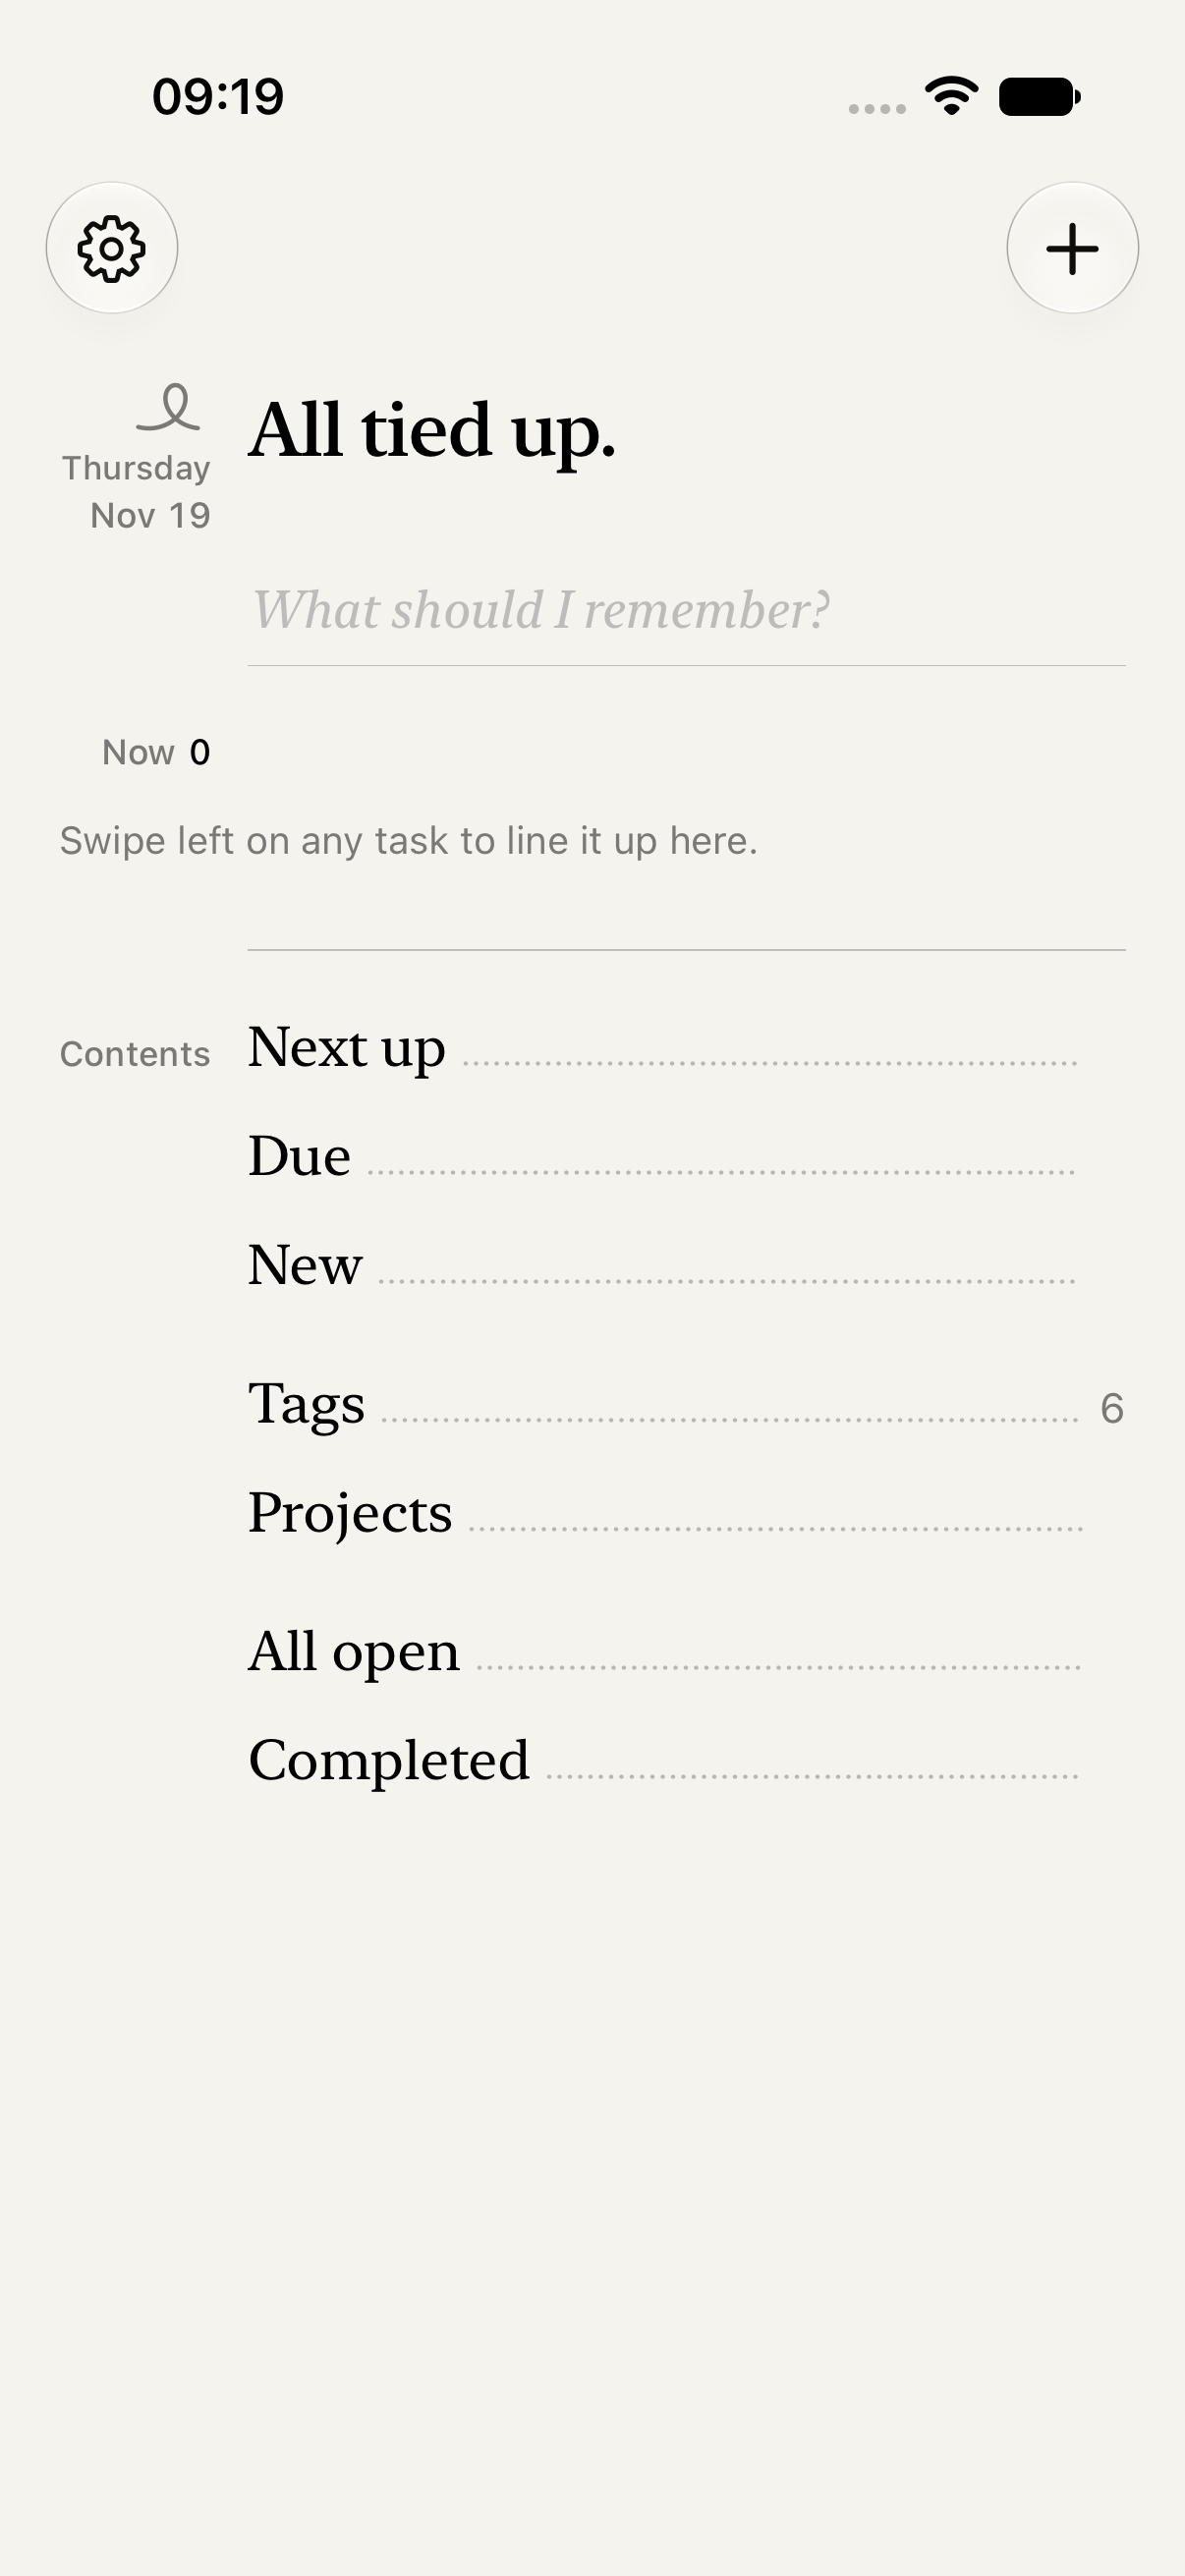 09:19
All tied up.
Thursday
Nov 19
What should I remember?
Now 0
Swipe left on any task to line it up here.
Contents
Next up
Due
New
Tags 6
Projects
All open
Completed